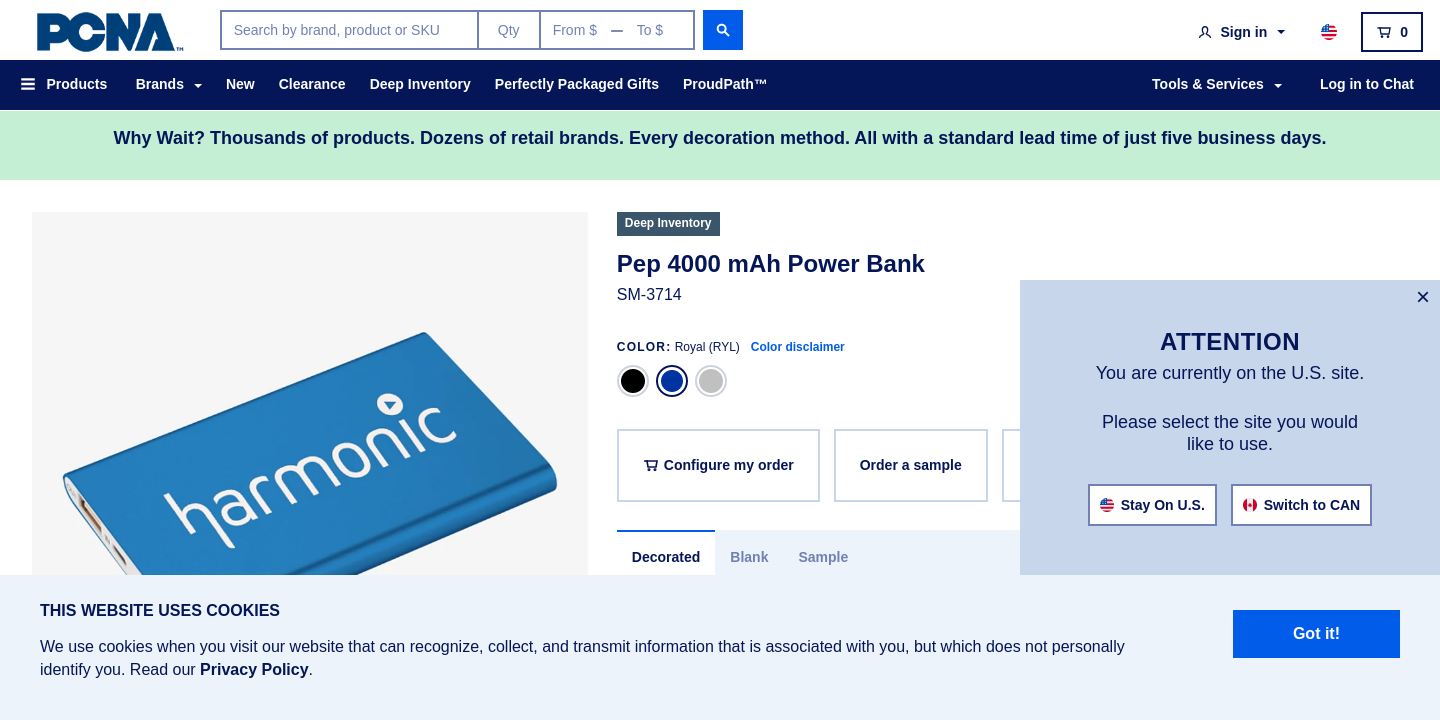 PCNA™
Search by brand, product or SKU
Qty
From $ — To $
Sign in
0
Products
Brands
New
Clearance
Deep Inventory
Perfectly Packaged Gifts
ProudPath™
Tools & Services
Log in to Chat
Why Wait? Thousands of products. Dozens of retail brands. Every decoration method. All with a standard lead time of just five business days.
harmonic
Deep Inventory
Pep 4000 mAh Power Bank
SM-3714
COLOR: Royal (RYL) Color disclaimer
Configure my order
Order a sample
Decorated
Blank
Sample
×
ATTENTION
You are currently on the U.S. site.
Please select the site you would
like to use.
Stay On U.S.
Switch to CAN
THIS WEBSITE USES COOKIES
We use cookies when you visit our website that can recognize, collect, and transmit information that is associated with you, but which does not personally
identify you. Read our Privacy Policy.
Got it!